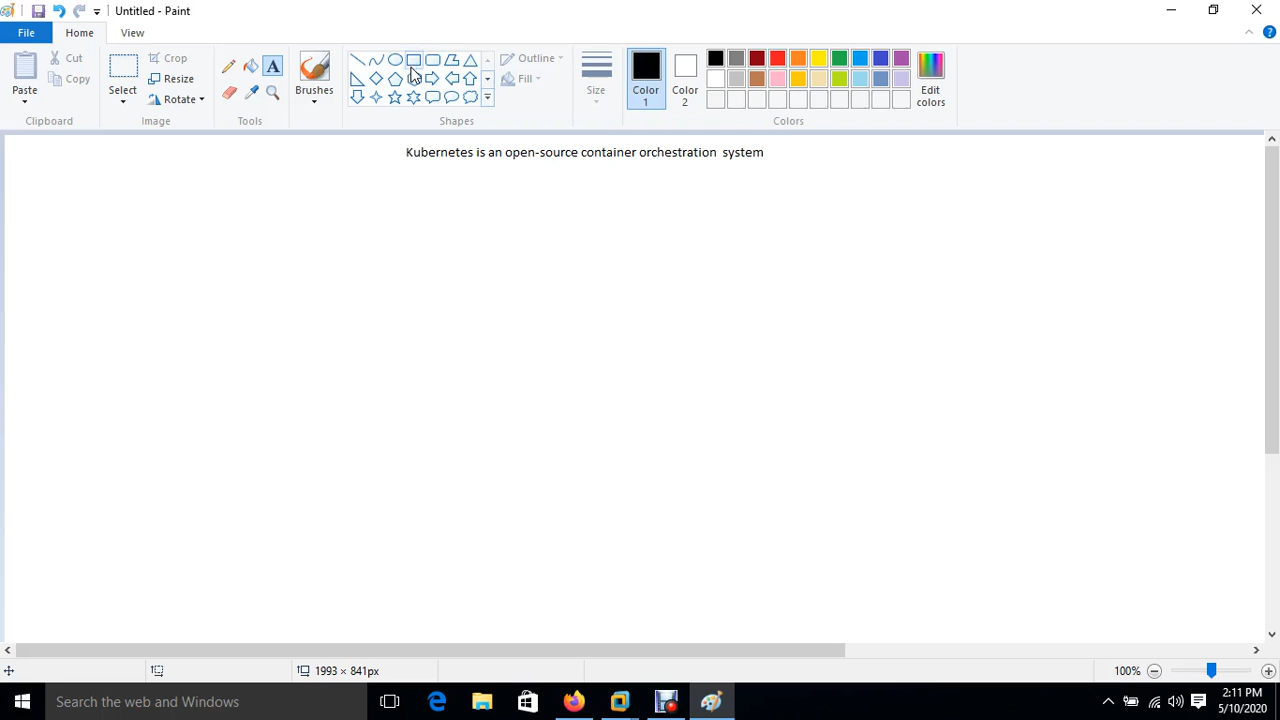 Untitled - Paint
File
Home
View
Paste
Cut
Copy
Clipboard
Select
Crop
Resize
Rotate
Image
A
Tools
Brushes
Shapes
Outline
Fill
Size
Color 1
Color 2
Edit colors
Colors
Kubernetes is an open-source container orchestration  system
1993 × 841px
100%
Search the web and Windows
2:11 PM
5/10/2020